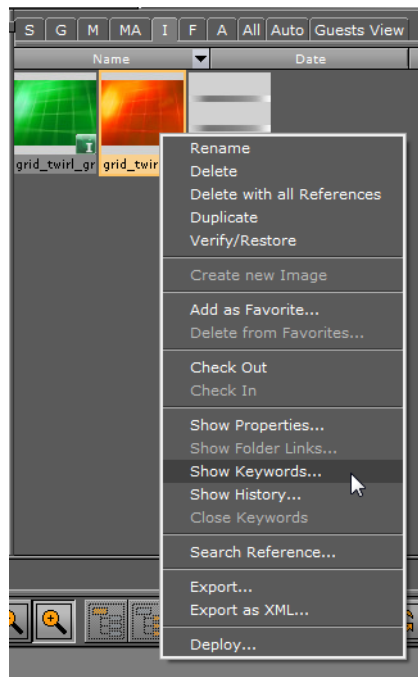 S G M MA I F A All Auto Guests View
Name Date
I
grid_twirl_gr grid_twir
Rename
Delete
Delete with all References
Duplicate
Verify/Restore
Create new Image
Add as Favorite...
Delete from Favorites...
Check Out
Check In
Show Properties...
Show Folder Links...
Show Keywords...
Show History...
Close Keywords
Search Reference...
Export...
Export as XML...
Deploy...